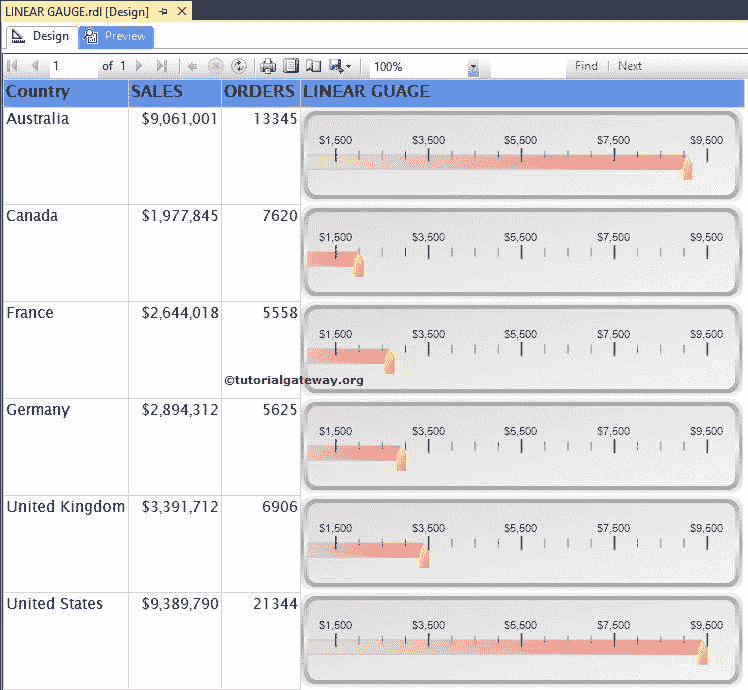 LINEAR GAUGE.rdl [Design]
Design Preview
1 of 1 100% Find | Next
Country SALES ORDERS LINEAR GUAGE
Australia $9,061,001 13345
$1,500 $3,500 $5,500 $7,500 $9,500
Canada $1,977,845 7620
$1,500 $3,500 $5,500 $7,500 $9,500
France $2,644,018 5558
$1,500 $3,500 $5,500 $7,500 $9,500
©tutorialgateway.org
Germany $2,894,312 5625
$1,500 $3,500 $5,500 $7,500 $9,500
United Kingdom $3,391,712 6906
$1,500 $3,500 $5,500 $7,500 $9,500
United States $9,389,790 21344
$1,500 $3,500 $5,500 $7,500 $9,500